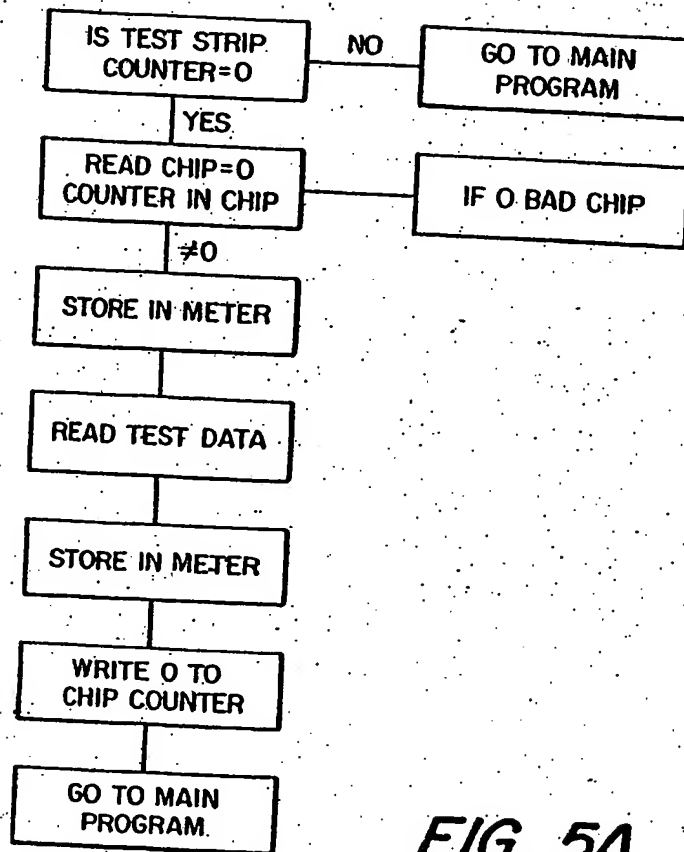 IS TEST STRIP
COUNTER=0
NO
GO TO MAIN
PROGRAM
YES
READ CHIP=0
COUNTER IN CHIP
IF 0 BAD CHIP
≠0
STORE IN METER
READ TEST DATA
STORE IN METER
WRITE 0 TO
CHIP COUNTER
GO TO MAIN
PROGRAM
FIG. 5A